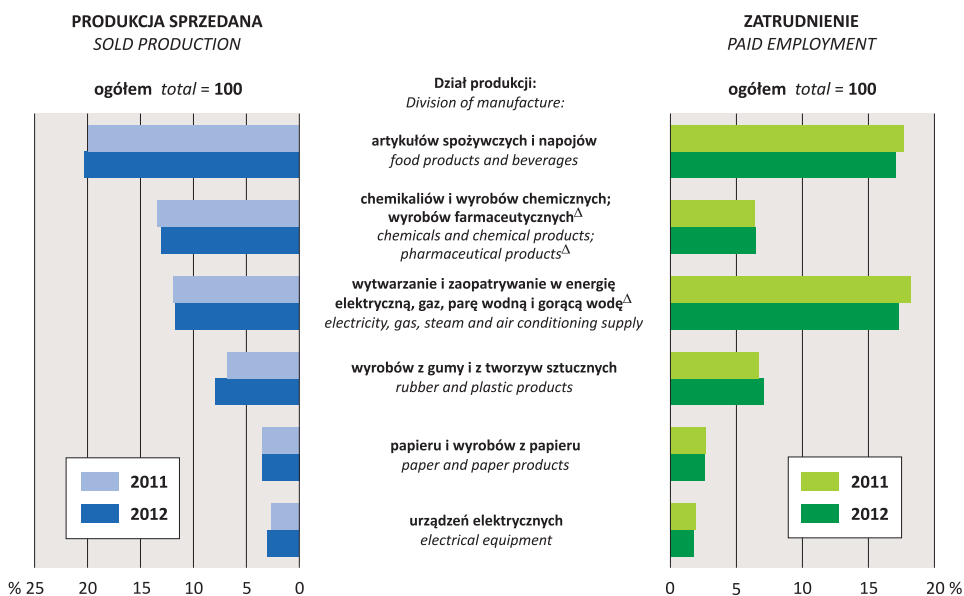 PRODUKCJA SPRZEDANA
SOLD PRODUCTION
ogółem total = 100
ZATRUDNIENIE
PAID EMPLOYMENT
ogółem total = 100
Dział produkcji:
Division of manufacture:
artykułów spożywczych i napojów
food products and beverages
chemikaliów i wyrobów chemicznych;
wyrobów farmaceutycznych∆
chemicals and chemical products;
pharmaceutical products∆
wytwarzanie i zaopatrywanie w energię
elektryczną, gaz, parę wodną i gorącą wodę∆
electricity, gas, steam and air conditioning supply
wyrobów z gumy i z tworzyw sztucznych
rubber and plastic products
papieru i wyrobów z papieru
paper and paper products
urządzeń elektrycznych
electrical equipment
2011
2012
2011
2012
% 25 20 15 10 5 0
0 5 10 15 20 %